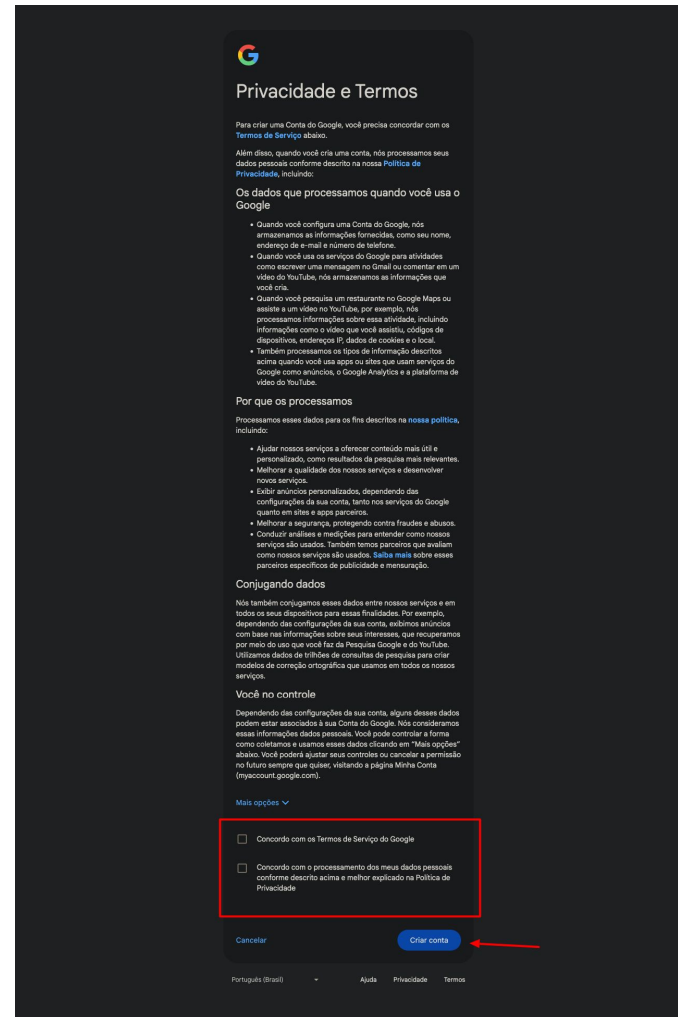 Privacidade e Termos
Para criar uma Conta do Google, você precisa concordar com os
Termos de Serviço abaixo.
Além disso, quando você cria uma conta, nós processamos seus
dados pessoais conforme descrito na nossa Política de
Privacidade, incluindo:
Os dados que processamos quando você usa o
Google
• Quando você configura uma Conta do Google, nós
armazenamos as informações fornecidas, como seu nome,
endereço de e-mail e número de telefone.
• Quando você usa os serviços do Google para atividades
como escrever uma mensagem no Gmail ou comentar em um
vídeo do YouTube, nós armazenamos as informações que
você cria.
• Quando você pesquisa um restaurante no Google Maps ou
assiste a um vídeo no YouTube, por exemplo, nós
processamos informações sobre essa atividade, incluindo
informações como o vídeo que você assistiu, códigos de
dispositivos, endereços IP, dados de cookies e o local.
• Também processamos os tipos de informação descritos
acima quando você usa apps ou sites que usam serviços do
Google como anúncios, o Google Analytics e a plataforma de
vídeo do YouTube.
Por que os processamos
Processamos esses dados para os fins descritos na nossa política,
incluindo:
• Ajudar nossos serviços a oferecer conteúdo mais útil e
personalizado, como resultados da pesquisa mais relevantes.
• Melhorar a qualidade dos nossos serviços e desenvolver
novos serviços.
• Exibir anúncios personalizados, dependendo das
configurações da sua conta, tanto nos serviços do Google
quanto em sites e apps parceiros.
• Melhorar a segurança, protegendo contra fraudes e abusos.
• Conduzir análises e medições para entender como nossos
serviços são usados. Também temos parceiros que avaliam
como nossos serviços são usados. Saiba mais sobre esses
parceiros específicos de publicidade e mensuração.
Conjugando dados
Nós também conjugamos esses dados entre nossos serviços e em
todos os seus dispositivos para essas finalidades. Por exemplo,
dependendo das configurações da sua conta, exibimos anúncios
com base nas informações sobre seus interesses, que recuperamos
por meio do uso que você faz da Pesquisa Google e do YouTube.
Utilizamos dados de trilhões de consultas de pesquisa para criar
modelos de correção ortográfica que usamos em todos os nossos
serviços.
Você no controle
Dependendo das configurações da sua conta, alguns desses dados
podem estar associados à sua Conta do Google. Nós consideramos
essas informações dados pessoais. Você pode controlar a forma
como coletamos e usamos esses dados clicando em "Mais opções"
abaixo. Você poderá ajustar seus controles ou cancelar a permissão
no futuro sempre que quiser, visitando a página Minha Conta
(myaccount.google.com).
Mais opções
Concordo com os Termos de Serviço do Google
Concordo com o processamento dos meus dados pessoais
conforme descrito acima e melhor explicado na Política de
Privacidade
Cancelar Criar conta
Português (Brasil) Ajuda Privacidade Termos